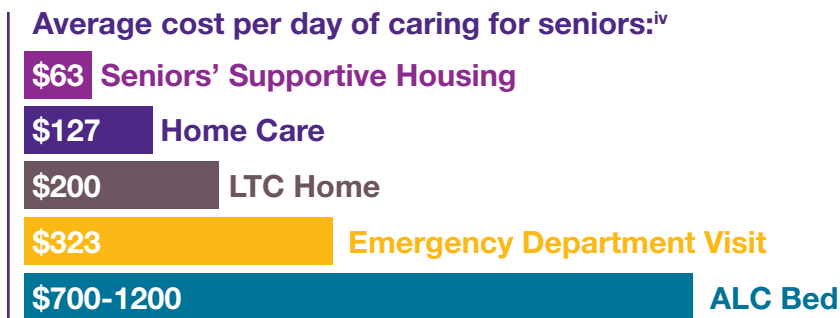 Average cost per day of caring for seniors:iv
$63 Seniors’ Supportive Housing
$127 Home Care
$200 LTC Home
$323 Emergency Department Visit
$700-1200 ALC Bed